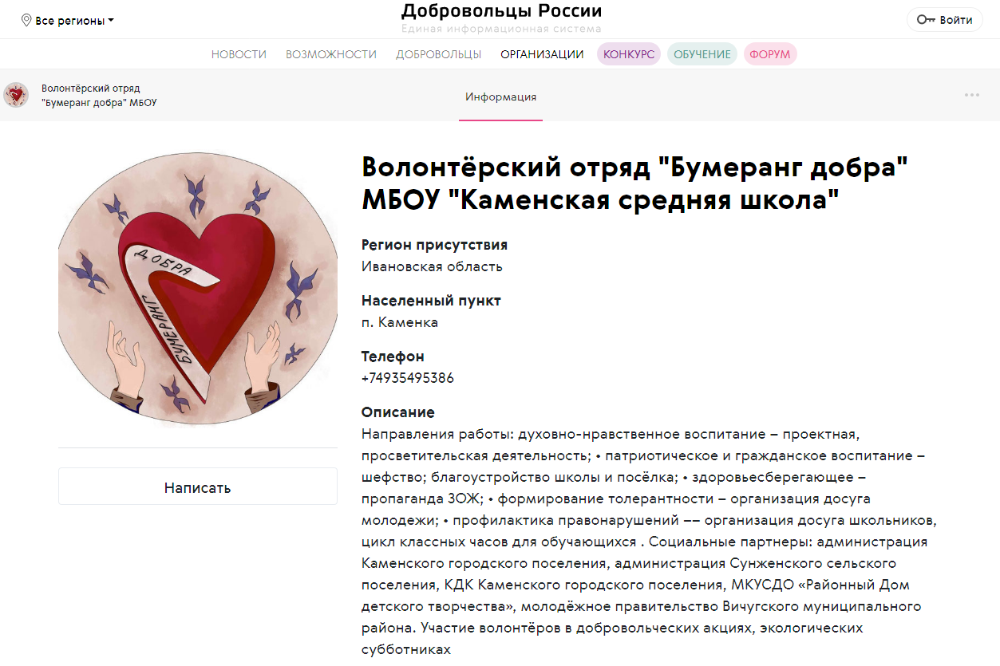 Все регионы
Добровольцы России
Единая информационная система
Войти
НОВОСТИ ВОЗМОЖНОСТИ ДОБРОВОЛЬЦЫ ОРГАНИЗАЦИИ КОНКУРС ОБУЧЕНИЕ ФОРУМ
Волонтёрский отряд
"Бумеранг добра" МБОУ
Информация
ДОБРА
БУМЕРАНГ
Написать
Волонтёрский отряд "Бумеранг добра"
МБОУ "Каменская средняя школа"
Регион присутствия
Ивановская область
Населенный пункт
п. Каменка
Телефон
+74935495386
Описание
Направления работы: духовно-нравственное воспитание – проектная,
просветительская деятельность; • патриотическое и гражданское воспитание –
шефство; благоустройство школы и посёлка; • здоровьесберегающее –
пропаганда ЗОЖ; • формирование толерантности – организация досуга
молодежи; • профилактика правонарушений –– организация досуга школьников,
цикл классных часов для обучающихся . Социальные партнеры: администрация
Каменского городского поселения, администрация Сунженского сельского
поселения, КДК Каменского городского поселения, МКУСДО «Районный Дом
детского творчества», молодёжное правительство Вичугского муниципального
района. Участие волонтёров в добровольческих акциях, экологических
субботниках